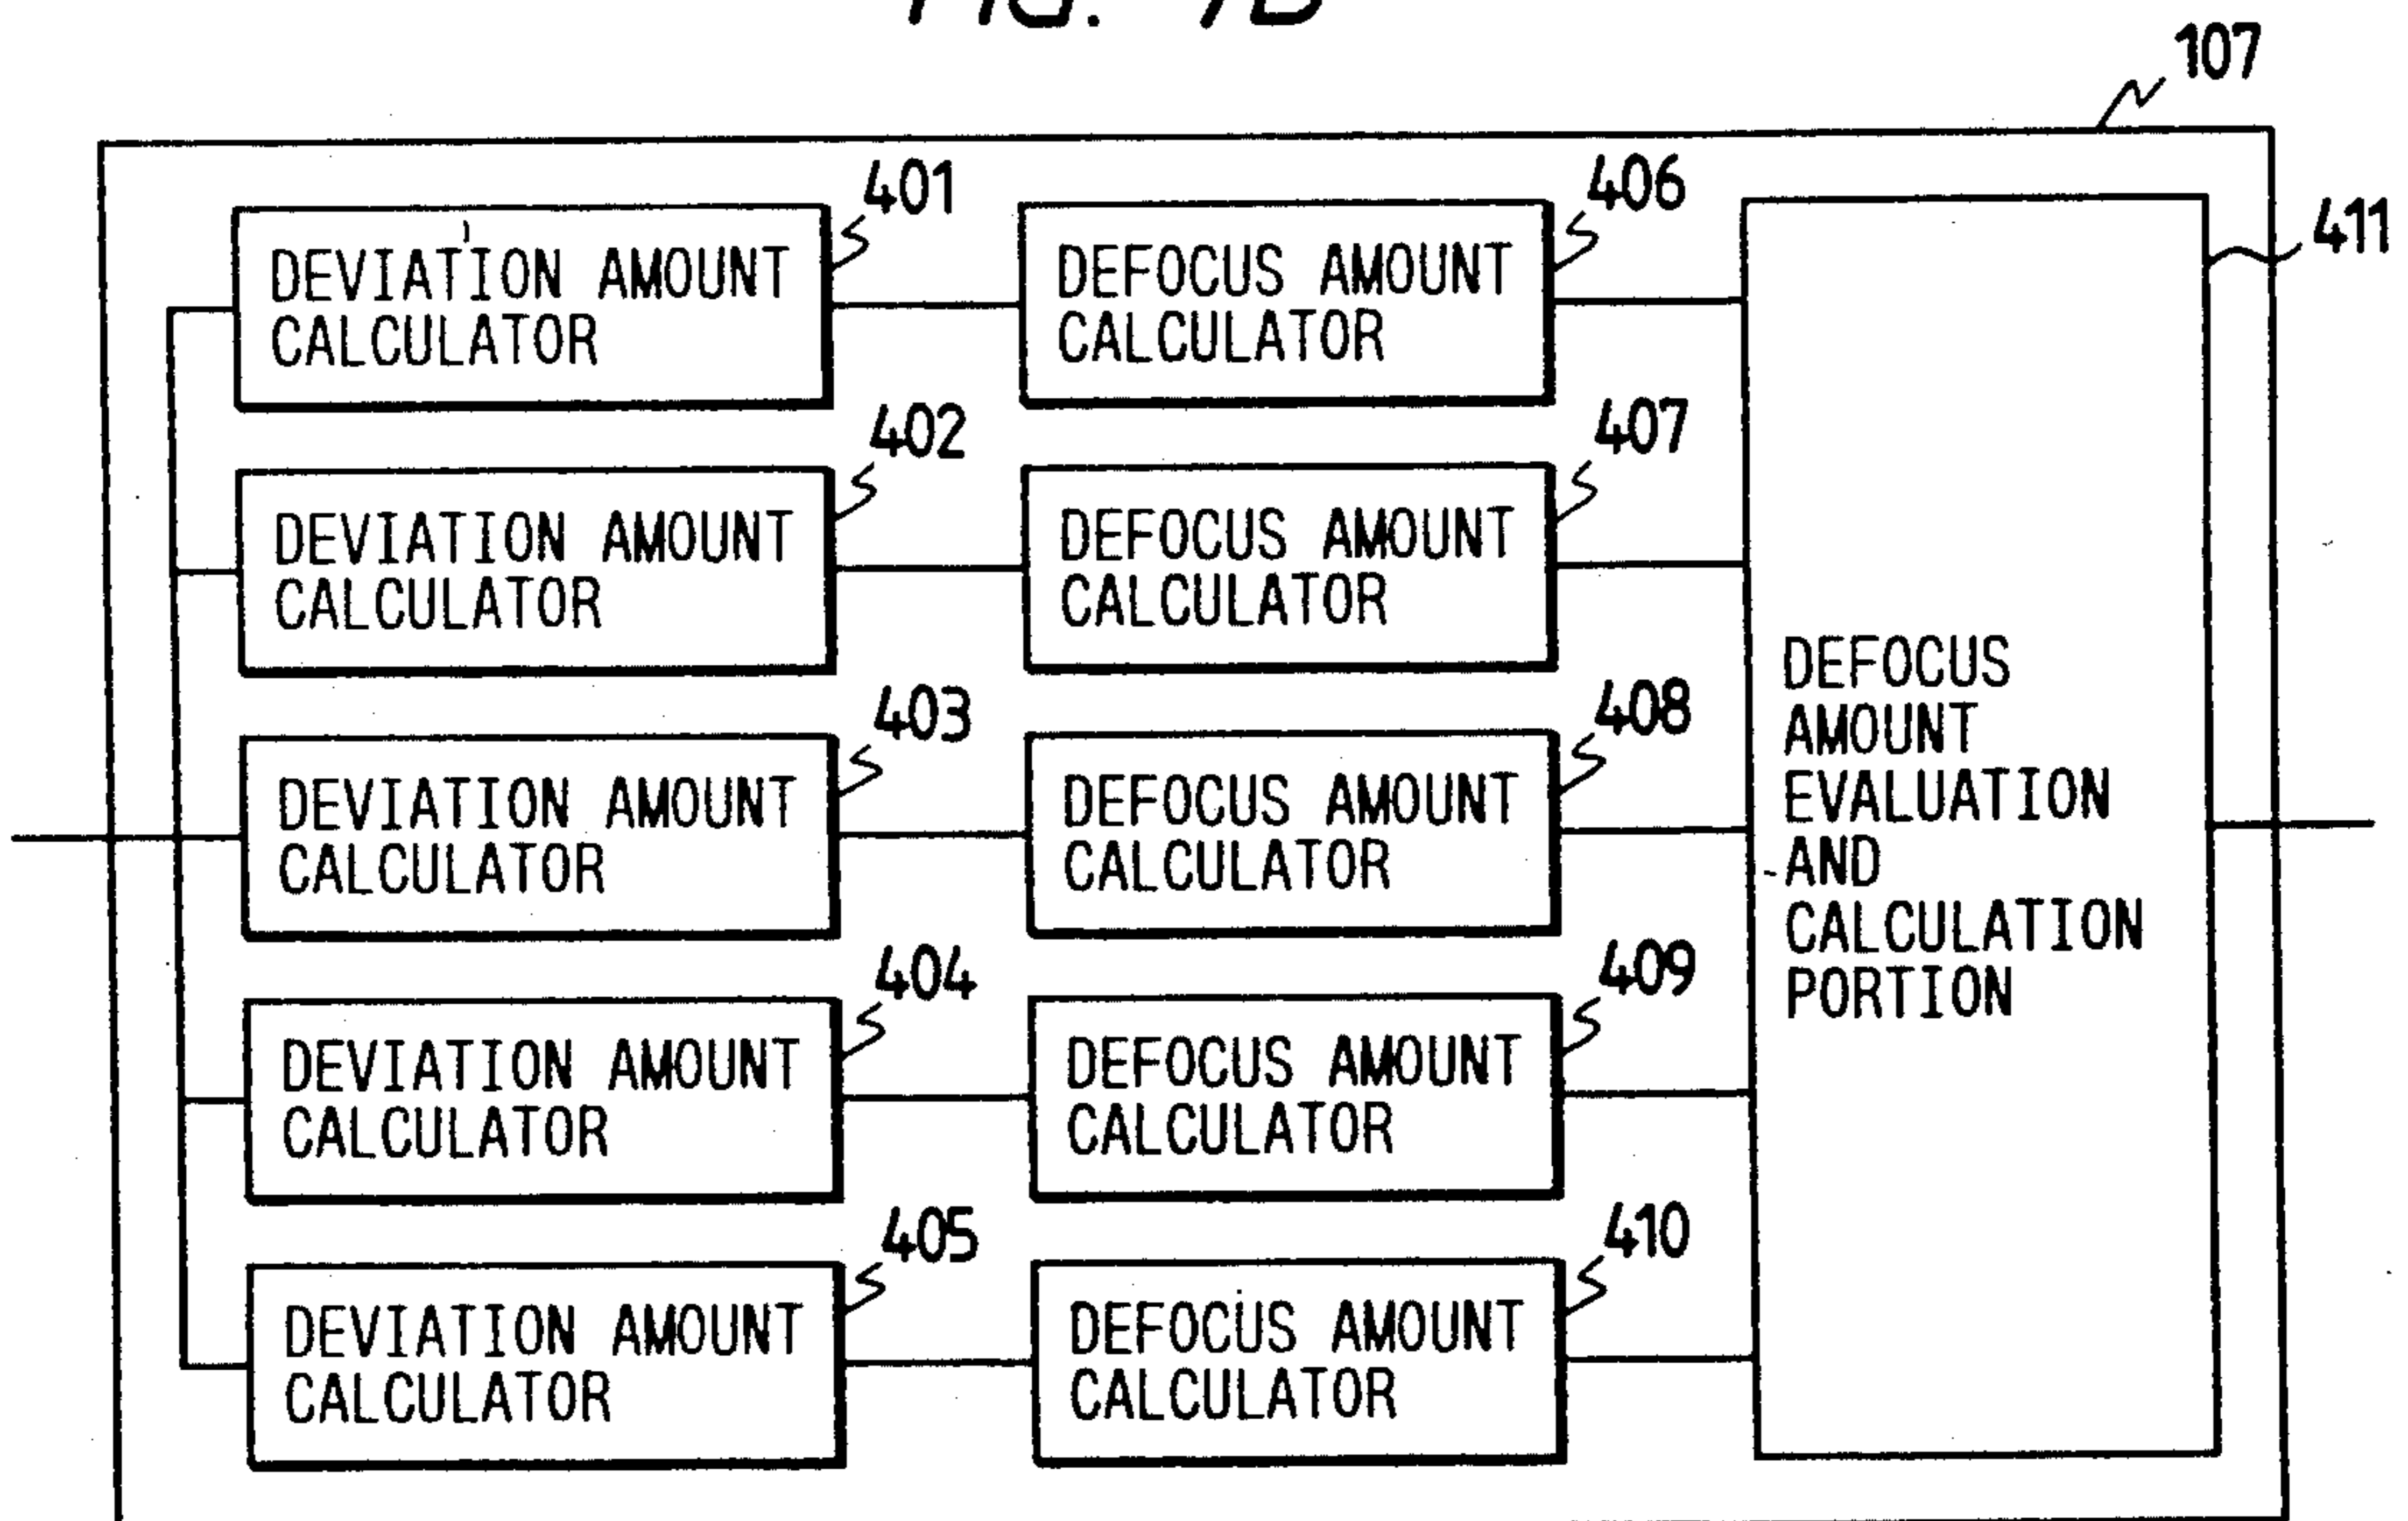 107
401
DEVIATION AMOUNT
CALCULATOR
406
DEFOCUS AMOUNT
CALCULATOR
411
402
DEVIATION AMOUNT
CALCULATOR
407
DEFOCUS AMOUNT
CALCULATOR
403
DEVIATION AMOUNT
CALCULATOR
408
DEFOCUS AMOUNT
CALCULATOR
404
DEVIATION AMOUNT
CALCULATOR
409
DEFOCUS AMOUNT
CALCULATOR
405
DEVIATION AMOUNT
CALCULATOR
410
DEFOCUS AMOUNT
CALCULATOR
DEFOCUS
AMOUNT
EVALUATION
AND
CALCULATION
PORTION